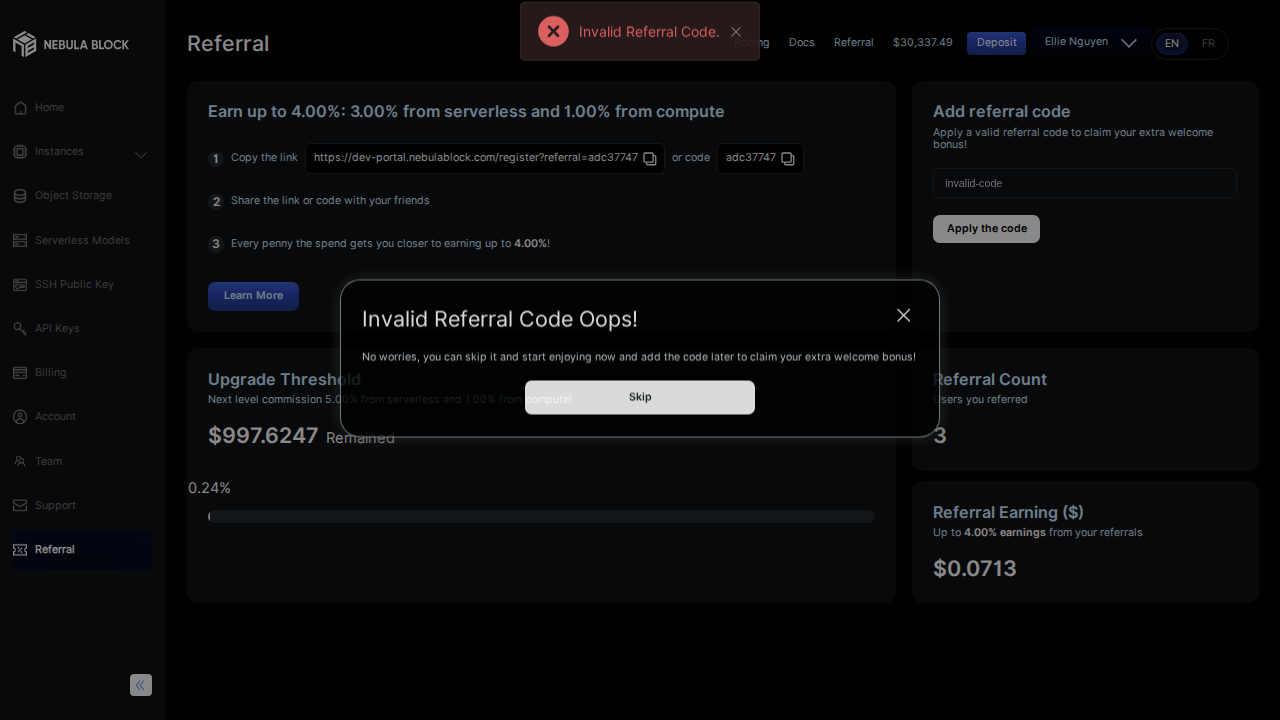 NEBULA BLOCK
Home
Instances
Object Storage
Serverless Models
SSH Public Key
API Keys
Billing
Account
Team
Support
Referral
Referral
Invalid Referral Code.
Pricing
Docs
Referral
$30,337.49
Deposit
Ellie Nguyen
EN
FR
Earn up to 4.00%: 3.00% from serverless and 1.00% from compute
1 Copy the link https://dev-portal.nebulablock.com/register?referral=adc37747 or code adc37747
2 Share the link or code with your friends
3 Every penny the spend gets you closer to earning up to 4.00%!
Learn More
Add referral code
Apply a valid referral code to claim your extra welcome
bonus!
invalid-code
Apply the code
Invalid Referral Code Oops!
No worries, you can skip it and start enjoying now and add the code later to claim your extra welcome bonus!
Skip
Upgrade Threshold
Next level commission 5.00% from serverless and 1.00% from compute!
$997.6247 Remained
0.24%
Referral Count
Users you referred
3
Referral Earning ($)
Up to 4.00% earnings from your referrals
$0.0713